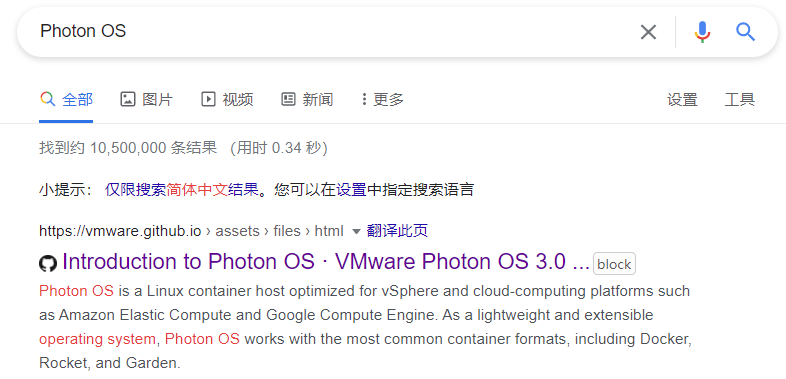 Photon OS
全部 图片 视频 新闻 更多 设置 工具
找到约 10,500,000 条结果 （用时 0.34 秒）
小提示： 仅限搜索简体中文结果。您可以在设置中指定搜索语言
https://vmware.github.io › assets › files › html 翻译此页
Introduction to Photon OS · VMware Photon OS 3.0 ... block
Photon OS is a Linux container host optimized for vSphere and cloud-computing platforms such
as Amazon Elastic Compute and Google Compute Engine. As a lightweight and extensible
operating system, Photon OS works with the most common container formats, including Docker,
Rocket, and Garden.